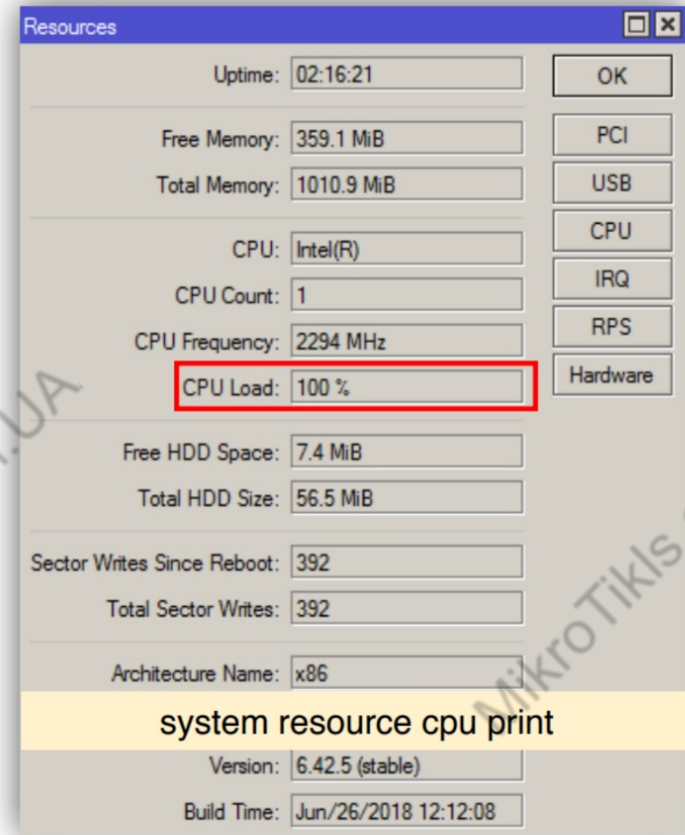 Resources
Uptime: 02:16:21
OK
Free Memory: 359.1 MiB
PCI
Total Memory: 1010.9 MiB
USB
CPU: Intel(R)
CPU
CPU Count: 1
IRQ
CPU Frequency: 2294 MHz
RPS
CPU Load: 100 %
Hardware
Free HDD Space: 7.4 MiB
Total HDD Size: 56.5 MiB
Sector Writes Since Reboot: 392
Total Sector Writes: 392
Architecture Name: x86
system resource cpu print
Version: 6.42.5 (stable)
Build Time: Jun/26/2018 12:12:08
.UA
MikroTikls